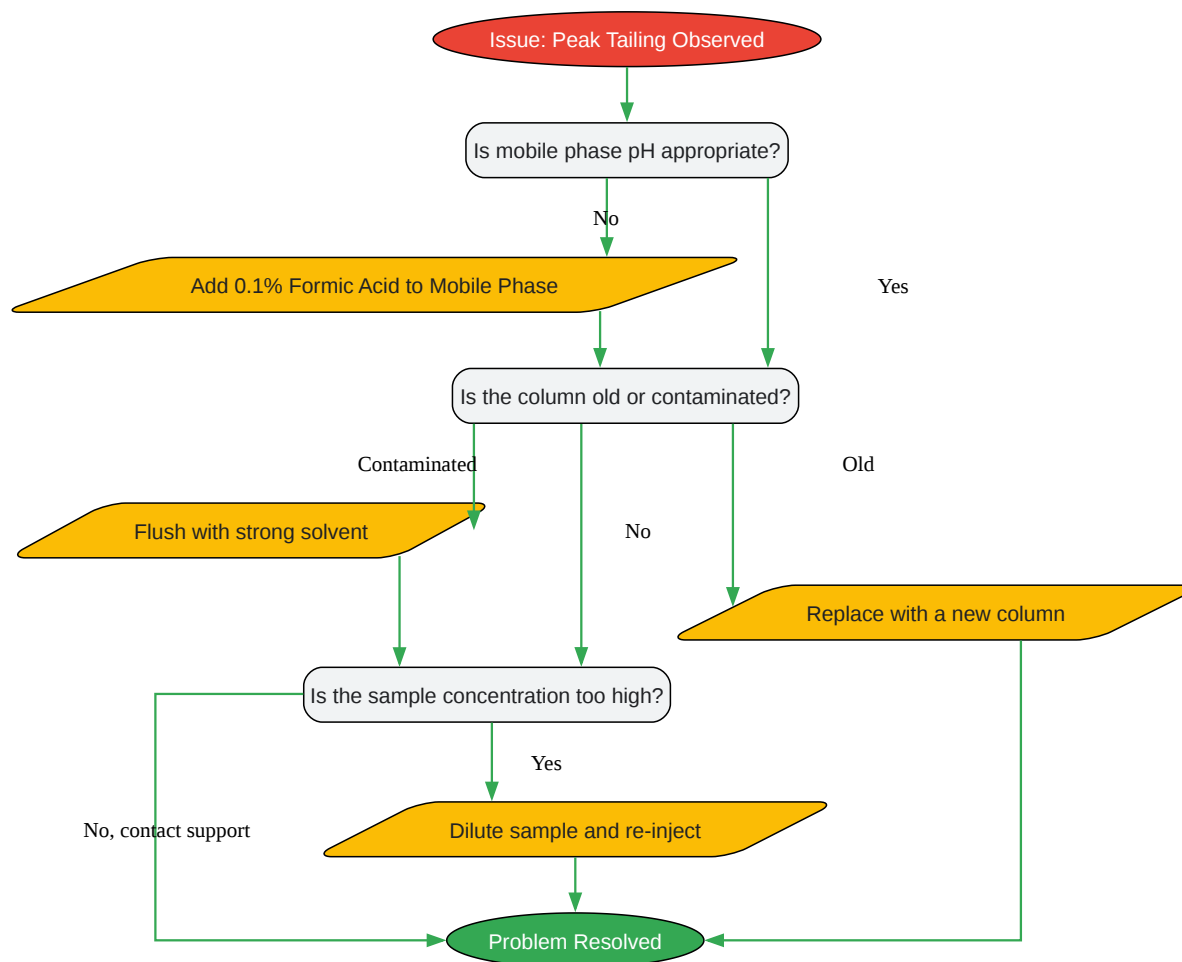 Issue: Peak Tailing Observed
Is mobile phase pH appropriate?
No
Add 0.1% Formic Acid to Mobile Phase
Yes
Is the column old or contaminated?
Contaminated
Old
Flush with strong solvent
No
Replace with a new column
Is the sample concentration too high?
Yes
No, contact support
Dilute sample and re-inject
Problem Resolved